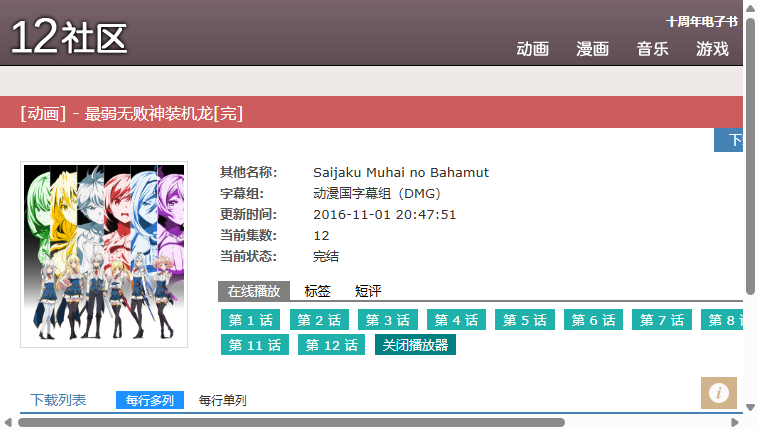 12社区
十周年电子书
动画 漫画 音乐 游戏
[动画] - 最弱无败神装机龙[完]
下
其他名称: Saijaku Muhai no Bahamut
字幕组: 动漫国字幕组（DMG）
更新时间: 2016-11-01 20:47:51
当前集数: 12
当前状态: 完结
在线播放 标签 短评
第 1 话 第 2 话 第 3 话 第 4 话 第 5 话 第 6 话 第 7 话 第 8
第 11 话 第 12 话 关闭播放器
下载列表 每行多列 每行单列